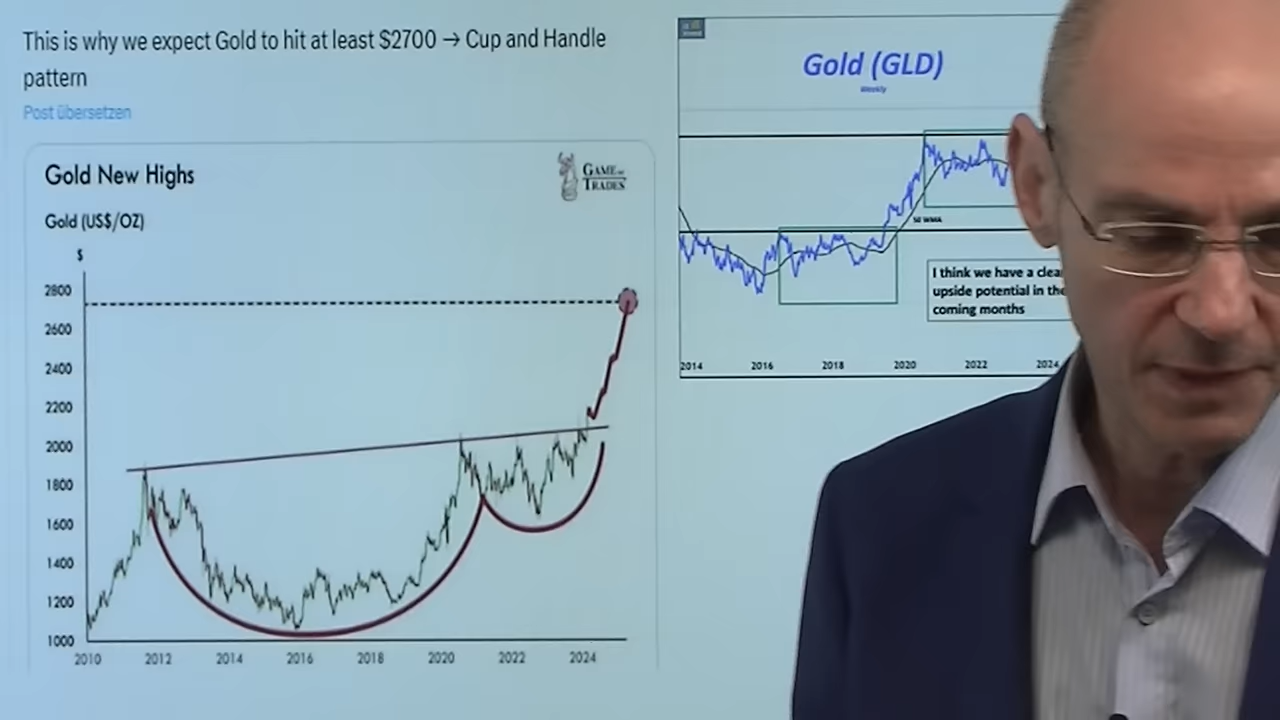 This is why we expect Gold to hit at least $2700 → Cup and Handle
pattern
Post übersetzen
Gold New Highs
GAME OF
TRADES
Gold (US$/OZ)
$
2800
2600
2400
2200
2000
1800
1600
1400
1200
1000
2010 2012 2014 2016 2018 2020 2022 2024
Gold (GLD)
Weekly
50 WMA
I think we have a clea
upside potential in the
coming months
2014 2016 2018 2020 2022 2024